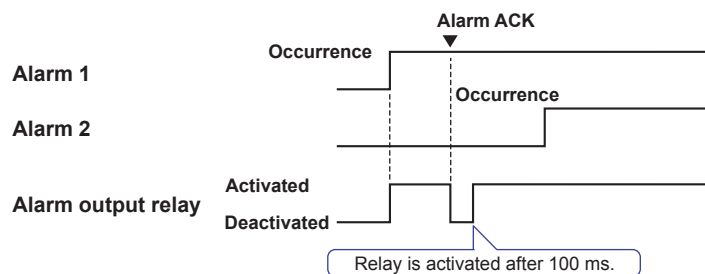 Alarm ACK
Occurrence
Alarm 1
Occurrence
Alarm 2
Activated
Alarm output relay
Deactivated
Relay is activated after 100 ms.